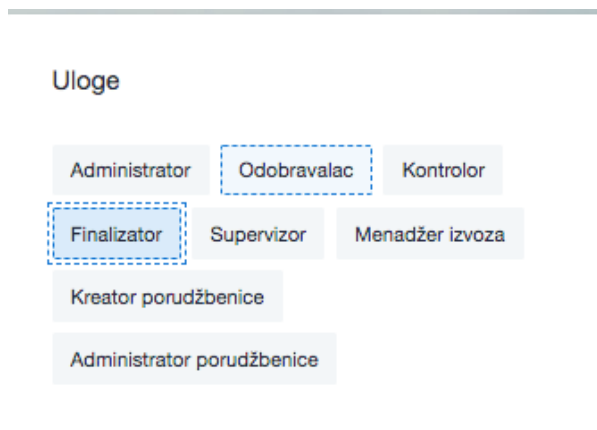 Uloge
Administrator Odobravalac Kontrolor
Finalizator Supervizor Menadžer izvoza
Kreator porudžbenice
Administrator porudžbenice